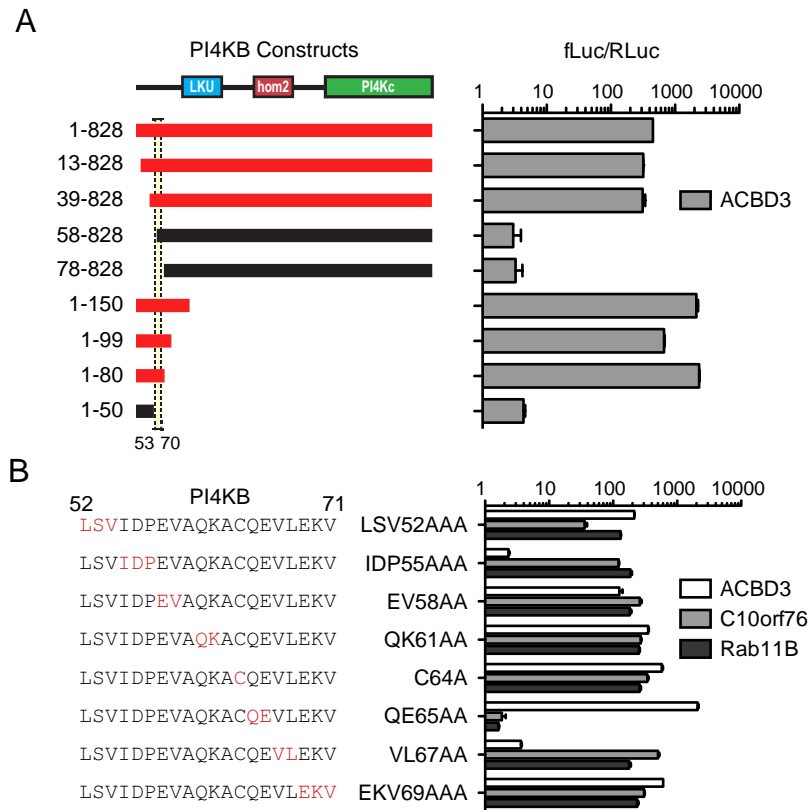 A
PI4KB Constructs
fLuc/RLuc
LKU hom2 PI4Kc
1 10 100 1000 10000
1-828
13-828
39-828
ACBD3
58-828
78-828
1-150
1-99
1-80
1-50
53 70
B
52 PI4KB 71
1 10 100 1000 10000
LSVIDPEVAQKACQEVLEKV LSV52AAA
LSVIDPEVAQKACQEVLEKV IDP55AAA
ACBD3
LSVIDPEVAQKACQEVLEKV EV58AA
C10orf76
LSVIDPEVAQKACQEVLEKV QK61AA
Rab11B
LSVIDPEVAQKACQEVLEKV C64A
LSVIDPEVAQKACQEVLEKV QE65AA
LSVIDPEVAQKACQEVLEKV VL67AA
LSVIDPEVAQKACQEVLEKV EKV69AAA